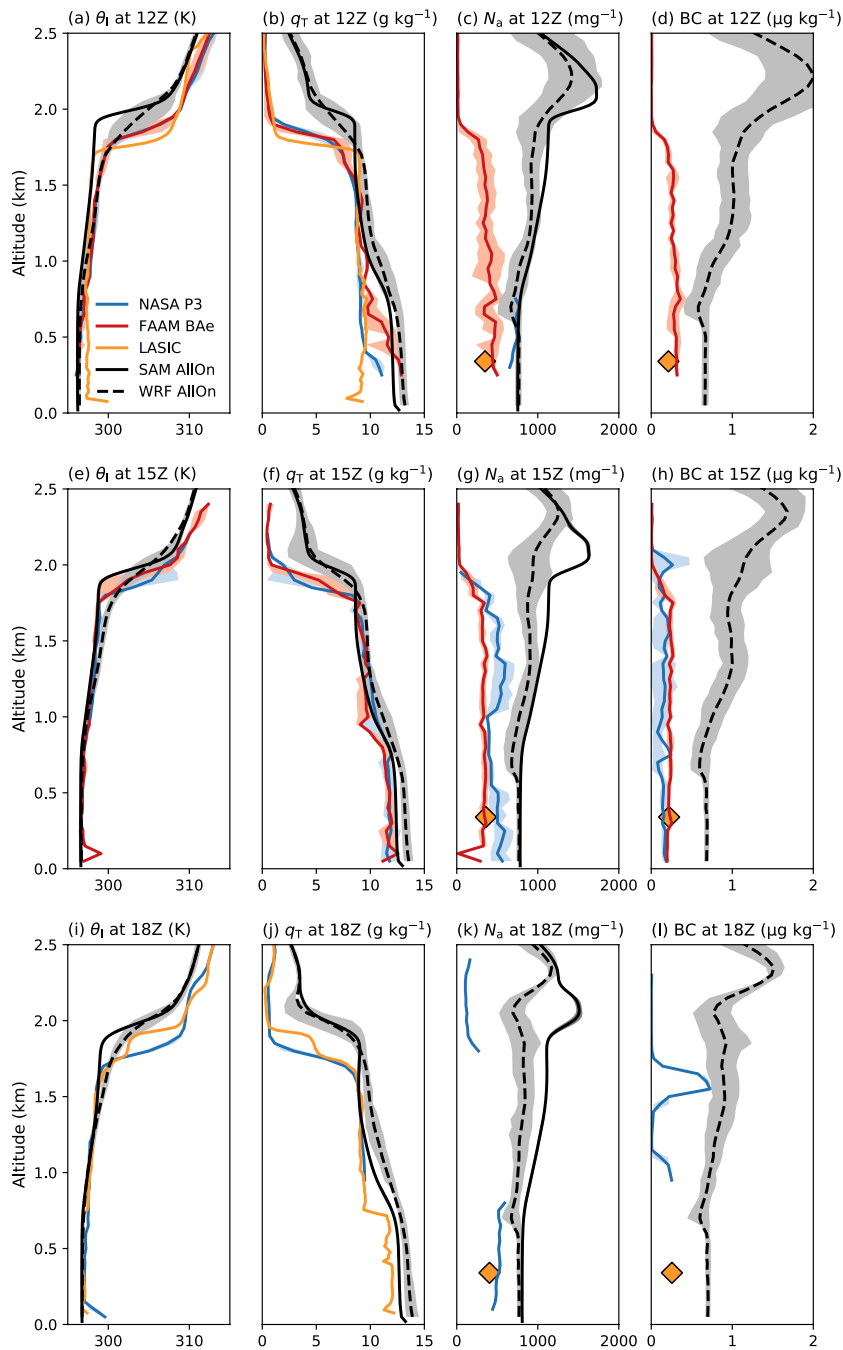 (a) θl at 12Z (K) (b) qT at 12Z (g kg⁻¹) (c) Na at 12Z (mg⁻¹) (d) BC at 12Z (μg kg⁻¹)
2.5
2.0
1.5
1.0
0.5
0.0
Altitude (km)
NASA P3
FAAM BAe
LASIC
SAM AllOn
WRF AllOn
300 310 0 5 10 15 0 1000 2000 0 1 2
(e) θl at 15Z (K) (f) qT at 15Z (g kg⁻¹) (g) Na at 15Z (mg⁻¹) (h) BC at 15Z (μg kg⁻¹)
2.5
2.0
1.5
1.0
0.5
0.0
Altitude (km)
300 310 0 5 10 15 0 1000 2000 0 1 2
(i) θl at 18Z (K) (j) qT at 18Z (g kg⁻¹) (k) Na at 18Z (mg⁻¹) (l) BC at 18Z (μg kg⁻¹)
2.5
2.0
1.5
1.0
0.5
0.0
Altitude (km)
300 310 0 5 10 15 0 1000 2000 0 1 2